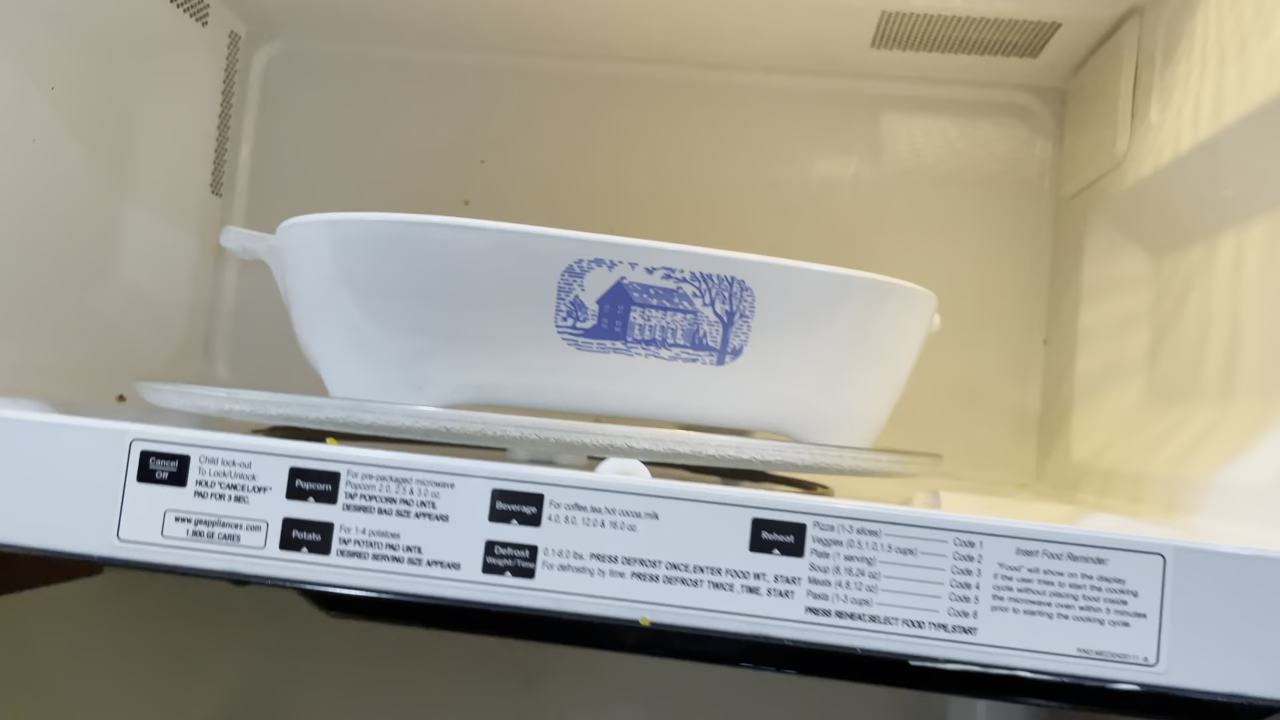 Cancel
Off
Child lock-out
To Lock/Unlock:
HOLD "CANCEL/OFF"
PAD FOR 3 SEC.
www.geappliances.com
1.800 GE CARES
Popcorn
For pre-packaged microwave
Popcorn 2.0, 2.5 & 3.0 oz.
TAP POPCORN PAD UNTIL
DESIRED BAG SIZE APPEARS
Potato
For 1-4 potatoes
TAP POTATO PAD UNTIL
DESIRED SERVING SIZE APPEARS
Beverage
For coffee,tea,hot cocoa,milk
4.0, 8.0, 12.0 & 16.0 oz.
Defrost
Weight/Time
0.1-6.0 lbs. PRESS DEFROST ONCE,ENTER FOOD WT., START
For defrosting by time. PRESS DEFROST TWICE ,TIME, START
Reheat
Pizza (1-3 slices) Code 1
Veggies (0.5,1.0,1.5 cups) Code 2
Plate (1 serving) Code 3
Soup (8,16,24 oz) Code 4
Meats (4,8,12 oz) Code 5
Pasta (1-3 cups) Code 6
PRESS REHEAT,SELECT FOOD TYPE,START
Insert Food Reminder:
"Food" will show on the display
if the user tries to start the cooking
cycle without placing food inside
the microwave oven within 5 minutes
prior to starting the cooking cycle.